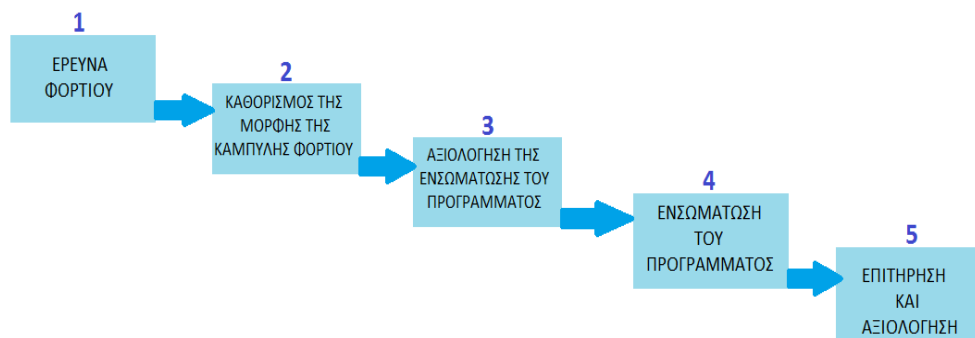 1
ΕΡΕΥΝΑ
ΦΟΡΤΙΟΥ
2
ΚΑΘΟΡΙΣΜΟΣ ΤΗΣ
ΜΟΡΦΗΣ ΤΗΣ
ΚΑΜΠΥΛΗΣ ΦΟΡΤΙΟΥ
3
ΑΞΙΟΛΟΓΗΣΗ ΤΗΣ
ΕΝΣΩΜΑΤΩΣΗΣ ΤΟΥ
ΠΡΟΓΡΑΜΜΑΤΟΣ
4
ΕΝΣΩΜΑΤΩΣΗ
ΤΟΥ
ΠΡΟΓΡΑΜΜΑΤΟΣ
5
ΕΠΙΤΗΡΗΣΗ
ΚΑΙ
ΑΞΙΟΛΟΓΗΣΗ